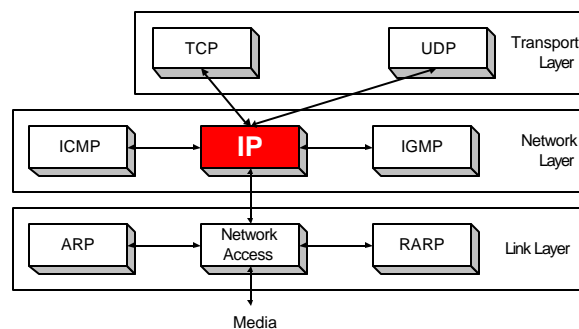 TCP
UDP
Transport
Layer
ICMP
IP
IGMP
Network
Layer
ARP
Network
Access
RARP
Link Layer
Media